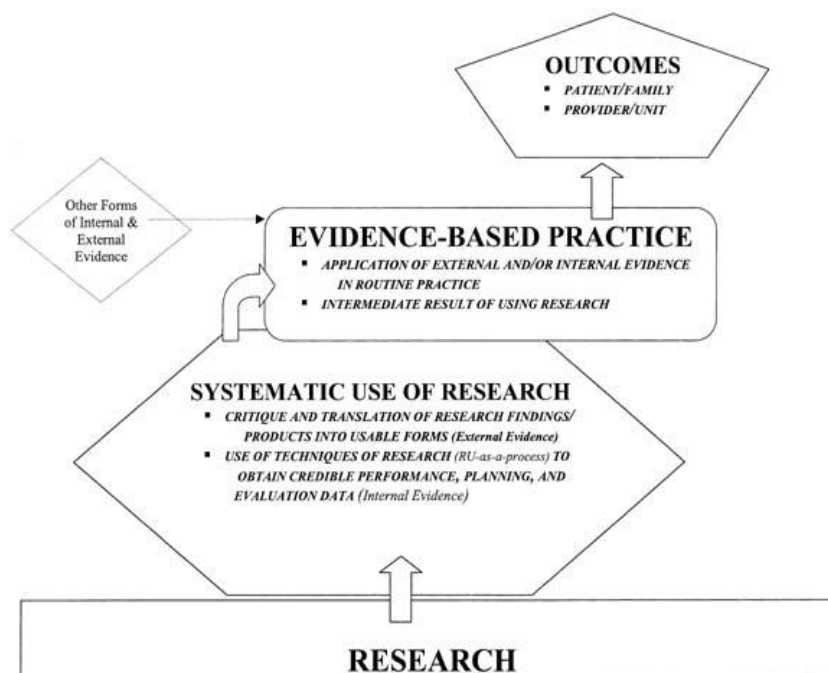 OUTCOMES
▪ PATIENT/FAMILY
▪ PROVIDER/UNIT
Other Forms
of Internal &
External
Evidence
EVIDENCE-BASED PRACTICE
▪ APPLICATION OF EXTERNAL AND/OR INTERNAL EVIDENCE
IN ROUTINE PRACTICE
▪ INTERMEDIATE RESULT OF USING RESEARCH
SYSTEMATIC USE OF RESEARCH
▪ CRITIQUE AND TRANSLATION OF RESEARCH FINDINGS/
PRODUCTS INTO USABLE FORMS (External Evidence)
▪ USE OF TECHNIQUES OF RESEARCH (RU-as-a-process) TO
OBTAIN CREDIBLE PERFORMANCE, PLANNING, AND
EVALUATION DATA (Internal Evidence)
RESEARCH